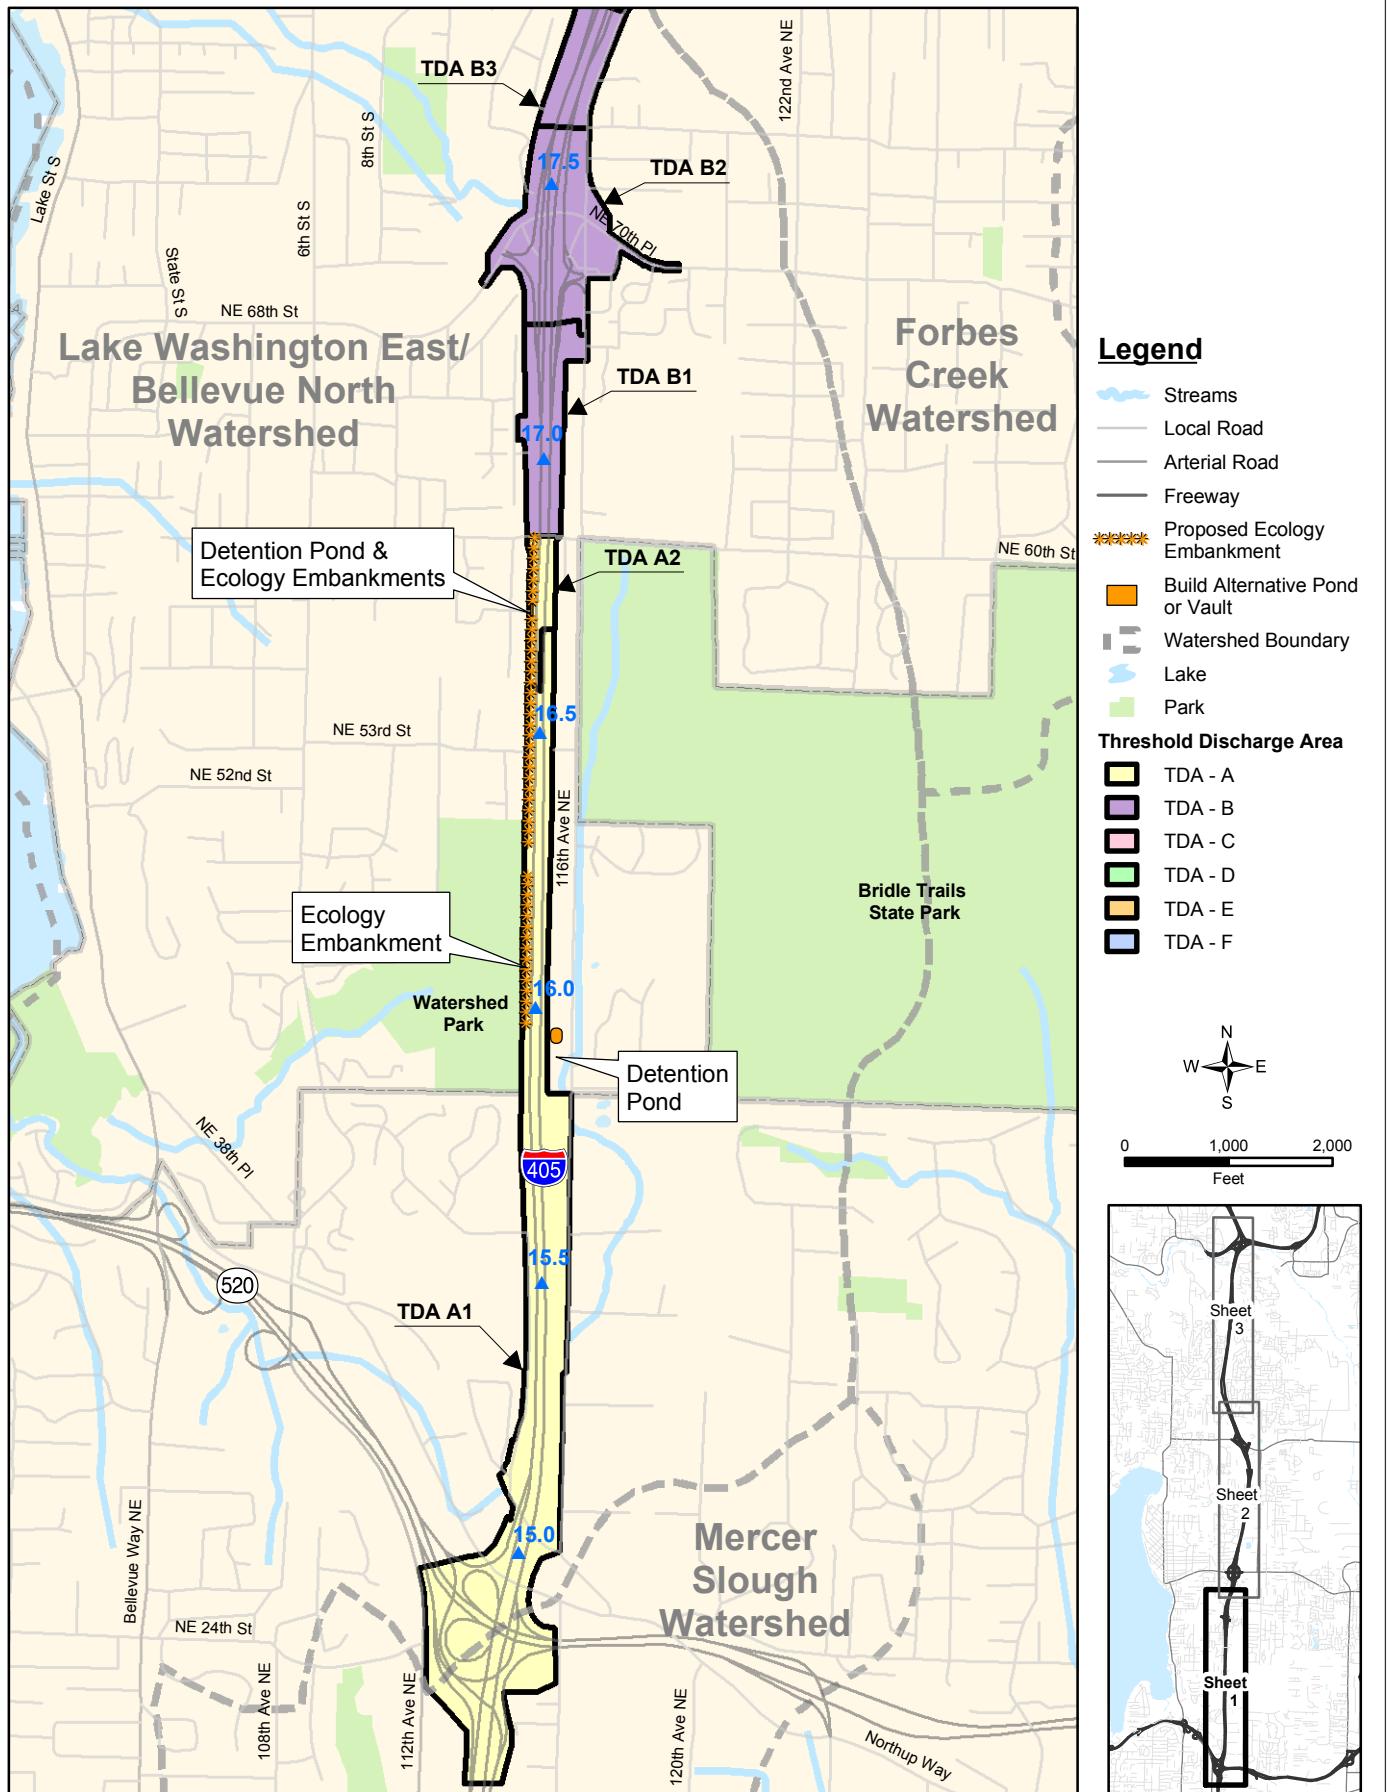 TDA B3
122nd Ave NE
8th St S
17.5
TDA B2
Lake St S
6th St S
NE 70th Pl
State St S
NE 68th St
Lake Washington East/
Bellevue North
Watershed
Forbes
Creek
Watershed
TDA B1
17.0
Detention Pond &
Ecology Embankments
TDA A2
NE 60th St
16.5
NE 53rd St
NE 52nd St
116th Ave NE
Bridle Trails
State Park
Ecology
Embankment
16.0
Watershed
Park
Detention
Pond
NE 38th Pl
405
15.5
520
TDA A1
15.0
Mercer
Slough
Watershed
Bellevue Way NE
NE 24th St
108th Ave NE
112th Ave NE
120th Ave NE
Northup Way
Legend
Streams
Local Road
Arterial Road
Freeway
Proposed Ecology
Embankment
Build Alternative Pond
or Vault
Watershed Boundary
Lake
Park
Threshold Discharge Area
TDA - A
TDA - B
TDA - C
TDA - D
TDA - E
TDA - F
N
W E
S
0 1,000 2,000
Feet
Sheet
3
Sheet
2
Sheet
1